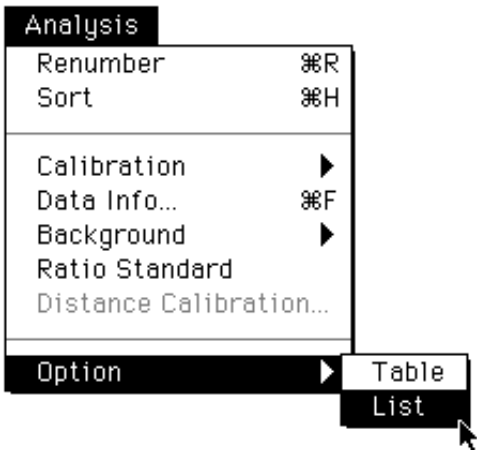 Analysis
Renumber ⌘R
Sort ⌘H
Calibration ▶
Data Info... ⌘F
Background ▶
Ratio Standard
Distance Calibration...
Option ▶ Table
List